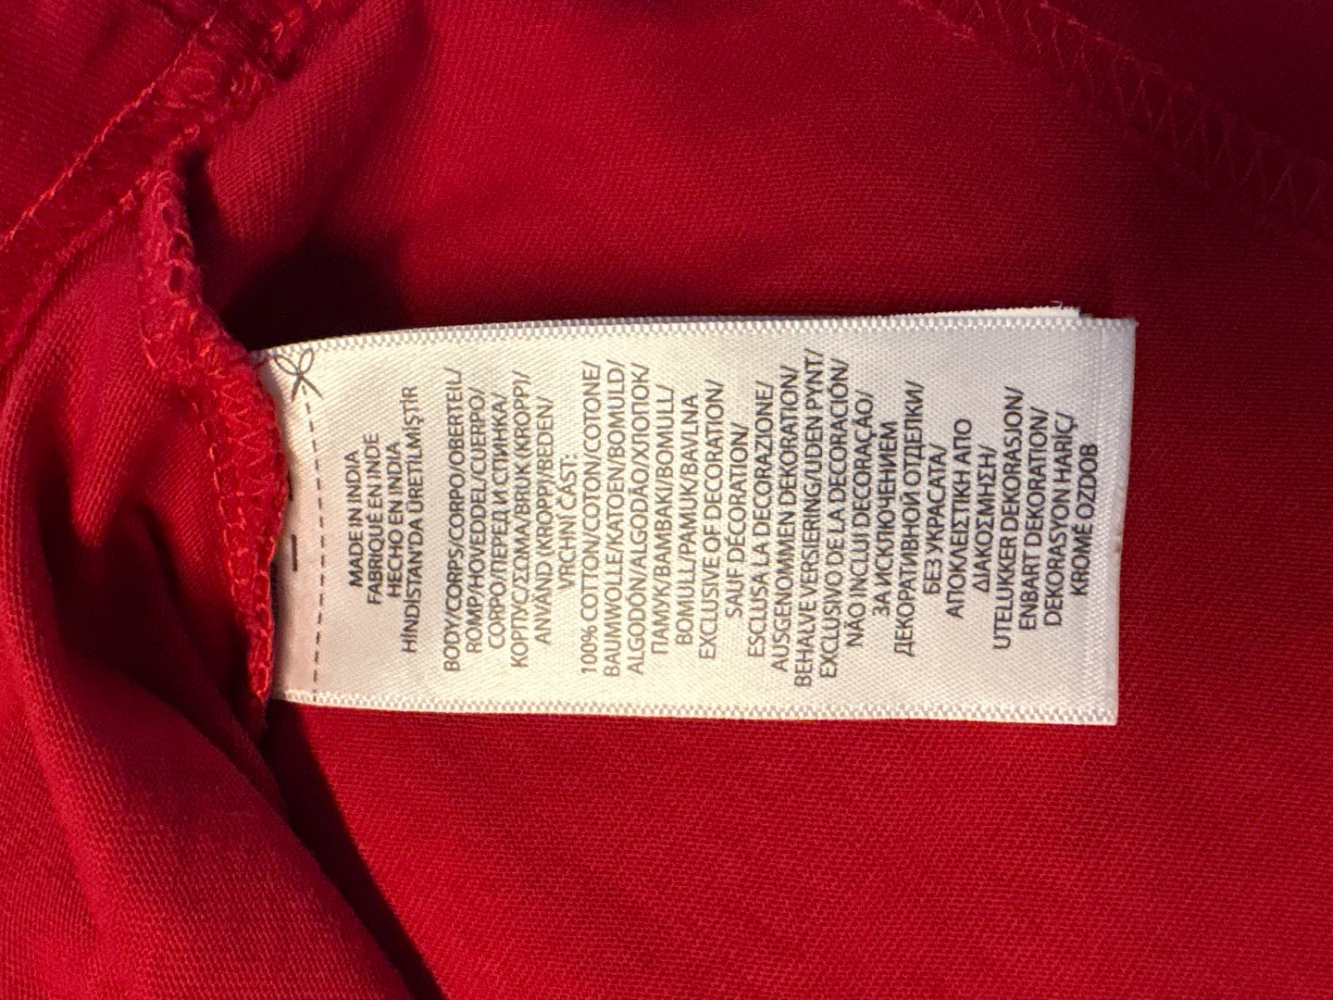 MADE IN INDIA
FABRIQUÉ EN INDE
HECHO EN INDIA
HİNDİSTAN'DA ÜRETİLMİŞTİR
BODY/CORPS/CORPO/OBERTEIL/
ROMP/HOVEDDEL/CUERPO/
CORPO/ПЕРЕД И СПИНКА/
КОРПУС/ΣΩΜΑ/BRUK (KROPP)/
ANVÄND (KROPP)/BEDEN/
VRCHNÍ ČÁST:
100% COTTON/COTON/COTONE/
BAUMWOLLE/KATOEN/BOMULD/
ALGODÓN/ALGODÃO/ХЛОПОК/
ПАМУК/ΒΑΜΒΑΚΙ/BOMULL/
BOMULL/PAMUK/BAVLNA
EXCLUSIVE OF DECORATION/
SAUF DÉCORATION/
ESCLUSA LA DECORAZIONE/
AUSGENOMMEN DEKORATION/
BEHALVE VERSIERING/UDEN PYNT/
EXCLUSIVO DE LA DECORACIÓN/
NÃO INCLUI DECORAÇÃO/
ЗА ИСКЛЮЧЕНИЕМ
ДЕКОРАТИВНОЙ ОТДЕЛКИ/
БЕЗ УКРАСАТА/
ΑΠΟΚΛΕΙΣΤΙΚΗ ΑΠΟ
ΔΙΑΚΟΣΜΗΣΗ/
UTELUKKER DEKORASJON/
ENBART DEKORATION/
DEKORASYON HARİÇ/
KROMĚ OZDOB